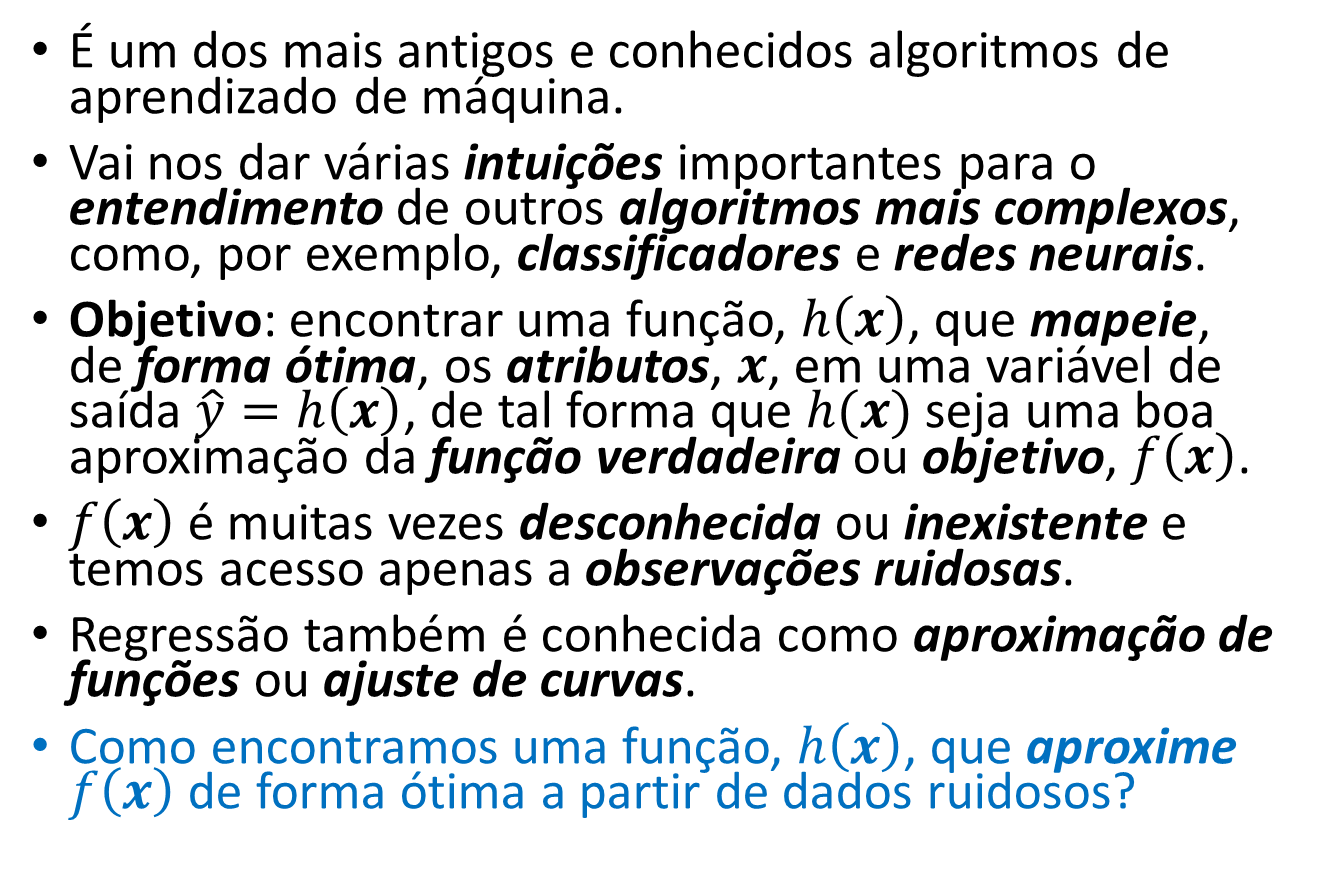 • É um dos mais antigos e conhecidos algoritmos de
aprendizado de máquina.
• Vai nos dar várias intuições importantes para o
entendimento de outros algoritmos mais complexos,
como, por exemplo, classificadores e redes neurais.
• Objetivo: encontrar uma função, h(x), que mapeie,
de forma ótima, os atributos, x, em uma variável de
saída ŷ = h(x), de tal forma que h(x) seja uma boa
aproximação da função verdadeira ou objetivo, f(x).
• f(x) é muitas vezes desconhecida ou inexistente e
temos acesso apenas a observações ruidosas.
• Regressão também é conhecida como aproximação de
funções ou ajuste de curvas.
• Como encontramos uma função, h(x), que aproxime
f(x) de forma ótima a partir de dados ruidosos?